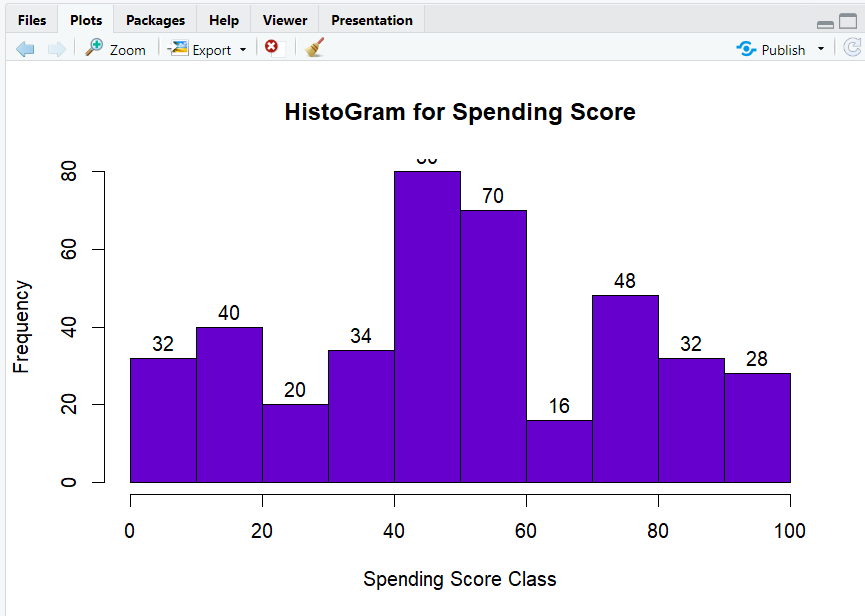 Files Plots Packages Help Viewer Presentation
Zoom Export Publish
HistoGram for Spending Score
Frequency
80
60
40
20
0
32 40 20 34 70 16 48 32 28
0 20 40 60 80 100
Spending Score Class